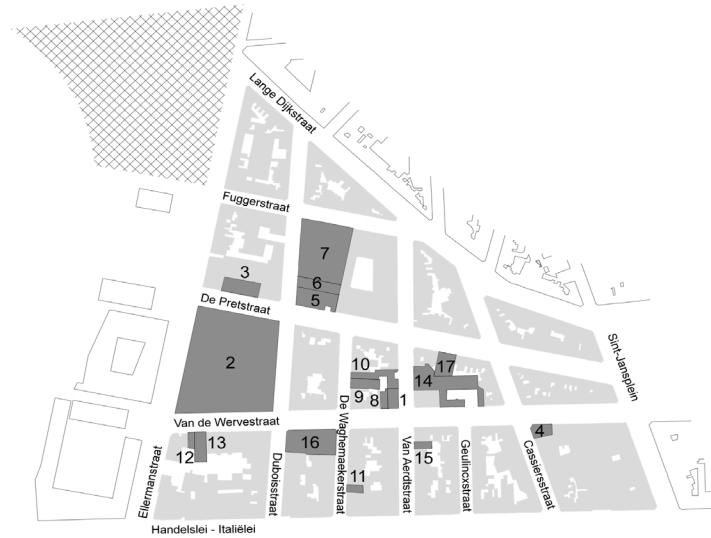 Lange Dijkstraat
Fuggerstraat
7
3
6
5
De Pretstraat
2
10
17
14
9
8
1
Sint-Jansplein
Van de Wervestraat
De Waghemaekerstraat
4
13
12
16
15
11
Ellermanstraat
Duboisstraat
Van Aerdtstraat
Geulincxstraat
Cassiersstraat
Handelslei - Italiëlei